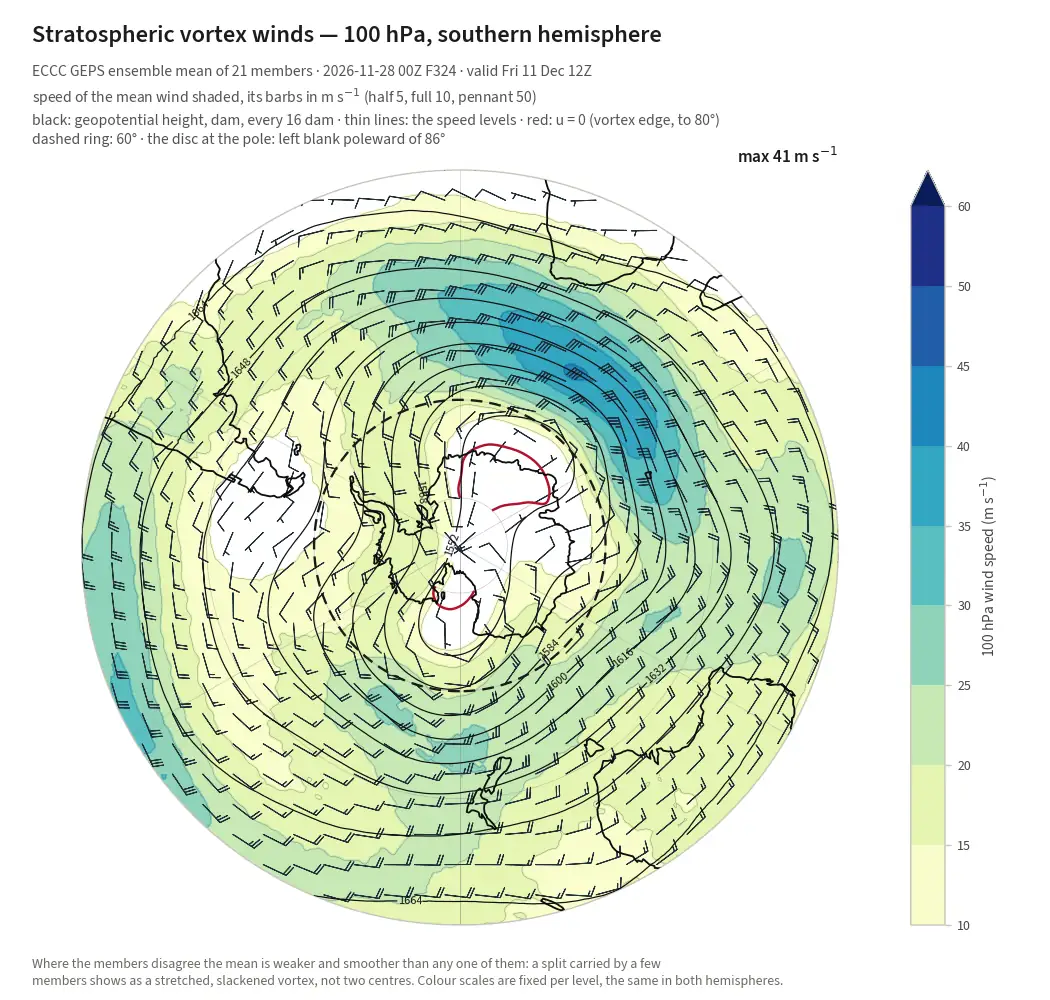 Stratospheric vortex winds — 100 hPa, southern hemisphere
ECCC GEPS ensemble mean of 21 members · 2026-11-28 00Z F324 · valid Fri 11 Dec 12Z
speed of the mean wind shaded, its barbs in m s⁻¹ (half 5, full 10, pennant 50)
black: geopotential height, dam, every 16 dam · thin lines: the speed levels · red: u = 0 (vortex edge, to 80°)
dashed ring: 60° · the disc at the pole: left blank poleward of 86°
max 41 m s⁻¹
60
50
45
40
35
30
25
20
15
10
100 hPa wind speed (m s⁻¹)
1648
1552
1584
1616
1632
1600
1664
Where the members disagree the mean is weaker and smoother than any one of them: a split carried by a few
members shows as a stretched, slackened vortex, not two centres. Colour scales are fixed per level, the same in both hemispheres.